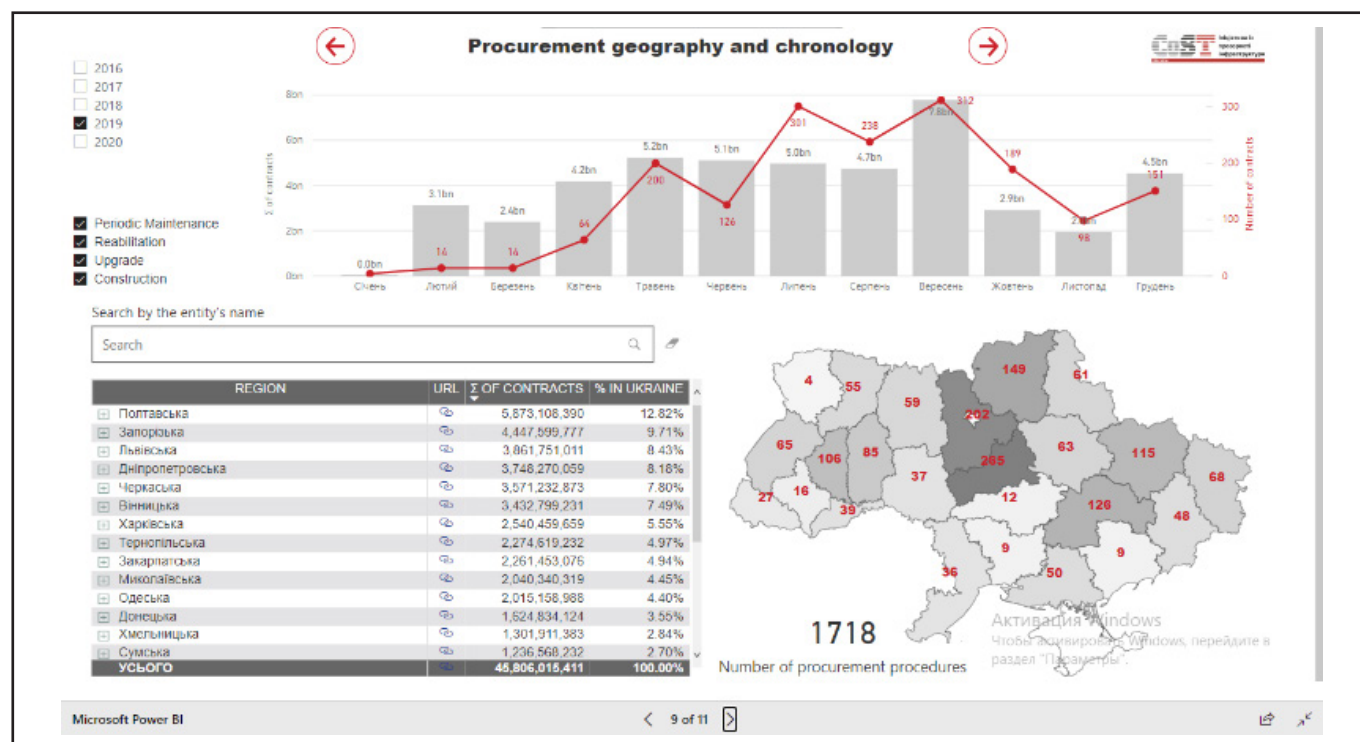 Procurement geography and chronology
CoST
2016
2017
2018
2019
2020
Periodic Maintenance
Reabilitation
Upgrade
Construction
Σ of contracts
8bn
6bn
4bn
2bn
0bn
0.0bn
3.1bn
2.4bn
4.2bn
5.2bn
5.1bn
5.0bn
4.7bn
7.8bn
2.9bn
4.5bn
200
126
301
238
312
189
98
151
300
200
100
0
Number of contracts
Січень
Лютий
Березень
Квітень
Травень
Червень
Липень
Серпень
Вересень
Жовтень
Листопад
Грудень
Search by the entity's name
Search
REGION URL Σ OF CONTRACTS % IN UKRAINE
Полтавська 5,873,108,390 12.82%
Запорізька 4,447,599,777 9.71%
Львівська 3,861,751,011 8.43%
Дніпропетровська 3,748,270,059 8.18%
Черкаська 3,571,232,873 7.80%
Вінницька 3,432,799,231 7.49%
Харківська 2,540,459,659 5.55%
Тернопільська 2,274,619,232 4.97%
Закарпатська 2,261,453,076 4.94%
Миколаївська 2,040,340,319 4.45%
Одеська 2,015,158,988 4.40%
Донецька 1,624,834,124 3.55%
Хмельницька 1,301,911,383 2.84%
Сумська 1,236,568,232 2.70%
УСЬОГО 45,806,015,411 100.00%
4
55
59
149
61
202
65
106
85
265
63
115
68
27
16
39
37
12
126
48
36
9
50
9
1718
Number of procurement procedures
Активация Windows
Чтобы активировать Windows, перейдите в
раздел "Параметры".
Microsoft Power BI
9 of 11